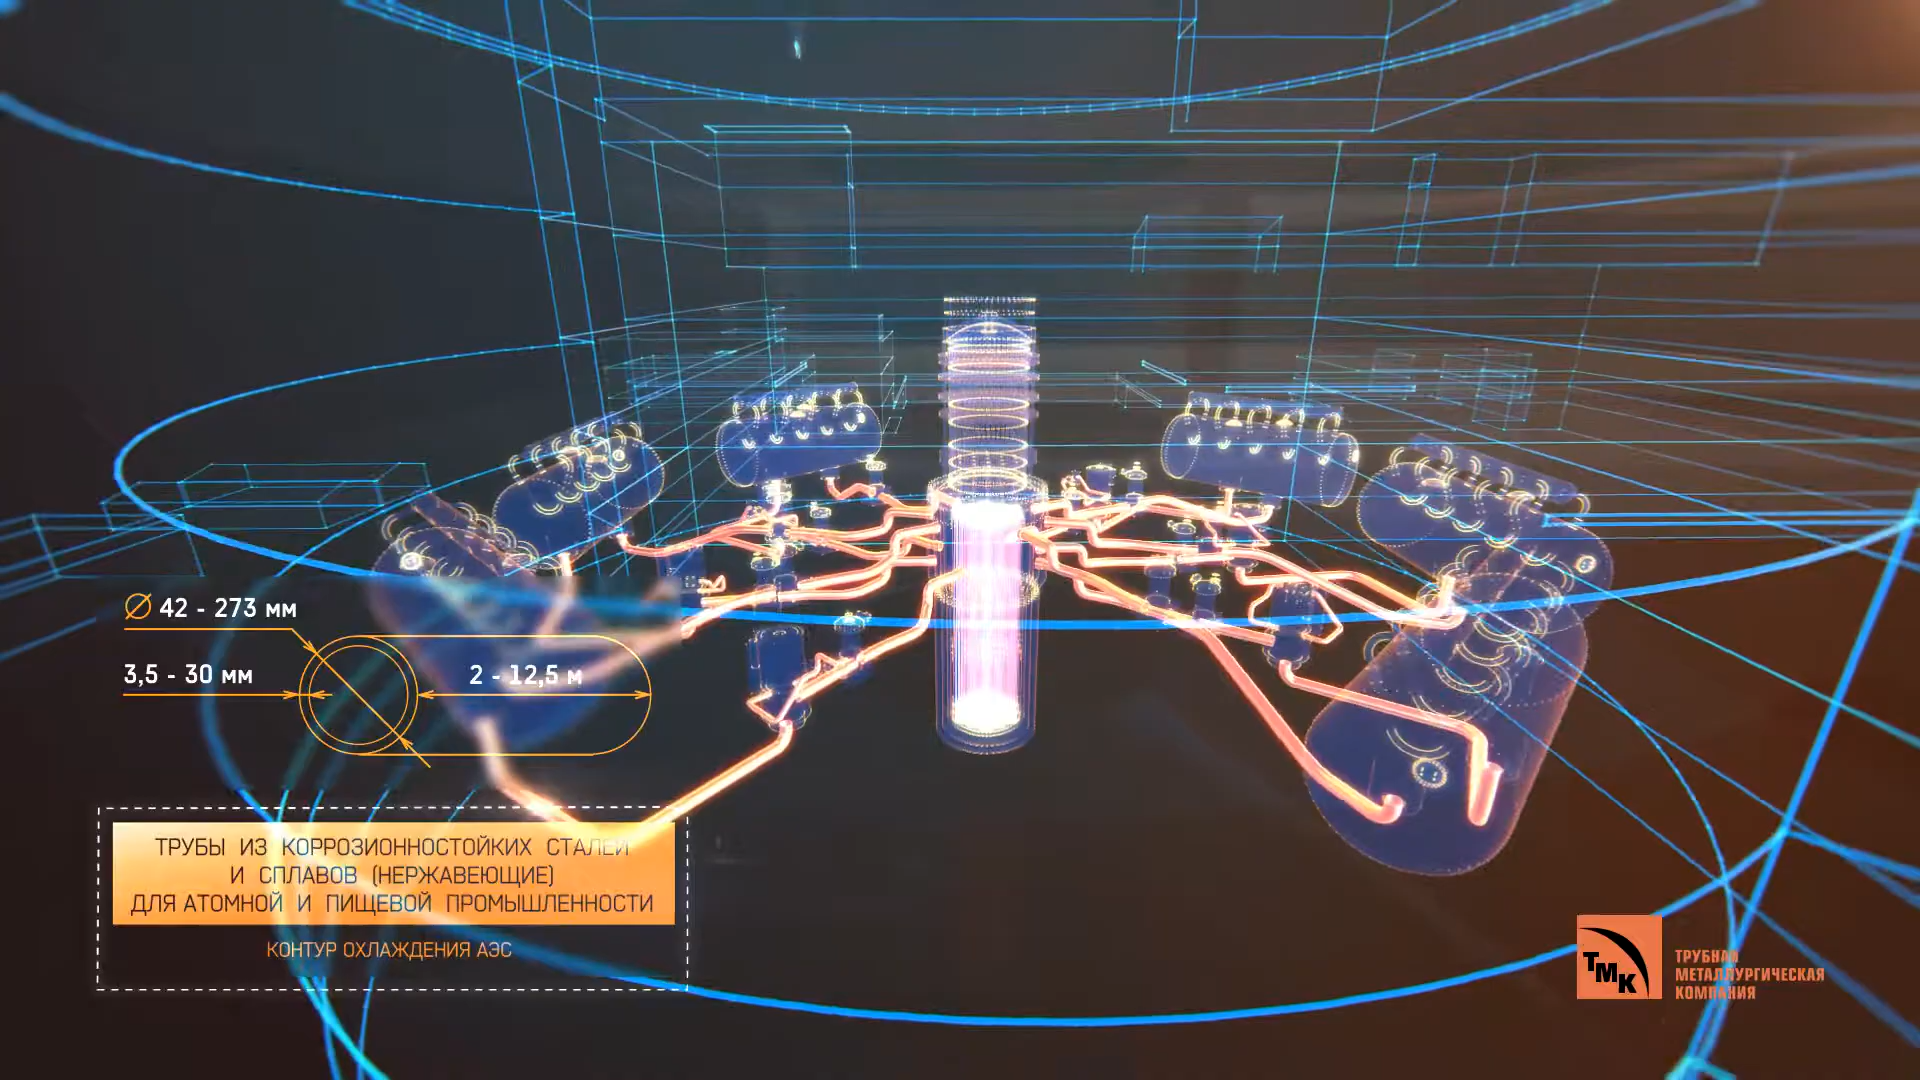 ⌀ 42 - 273 мм
3,5 - 30 мм
2 - 12,5 м
ТРУБЫ ИЗ КОРРОЗИОННОСТОЙКИХ СТАЛЕЙ
И СПЛАВОВ (НЕРЖАВЕЮЩИЕ)
ДЛЯ АТОМНОЙ И ПИЩЕВОЙ ПРОМЫШЛЕННОСТИ
КОНТУР ОХЛАЖДЕНИЯ АЭС
ТМК
ТРУБНАЯ
МЕТАЛЛУРГИЧЕСКАЯ
КОМПАНИЯ